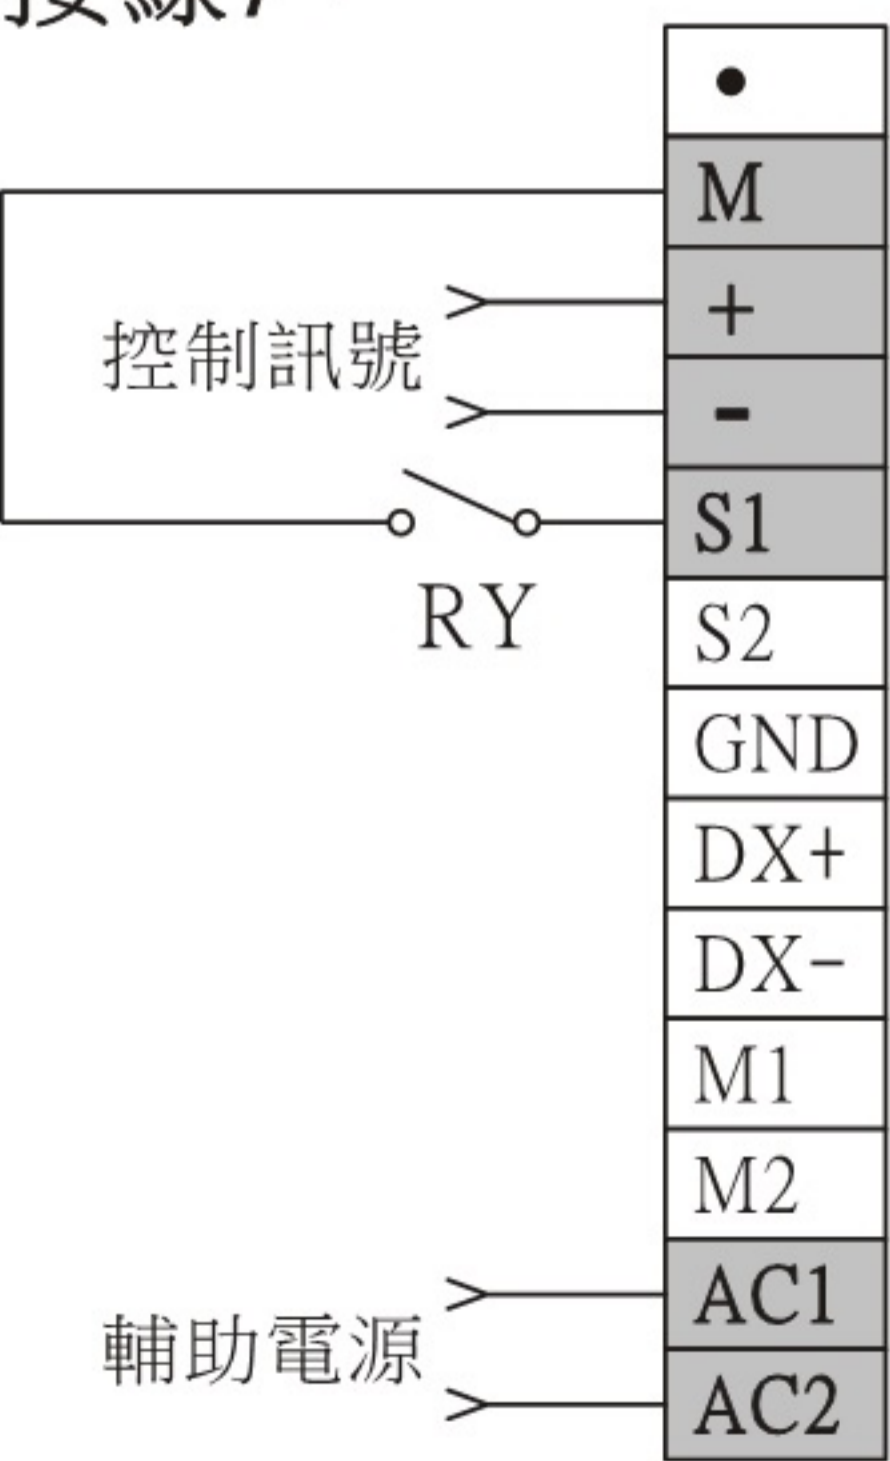 接線
•
M
+
控制訊號
-
S1
RY
S2
GND
DX+
DX-
M1
M2
AC1
輔助電源
AC2